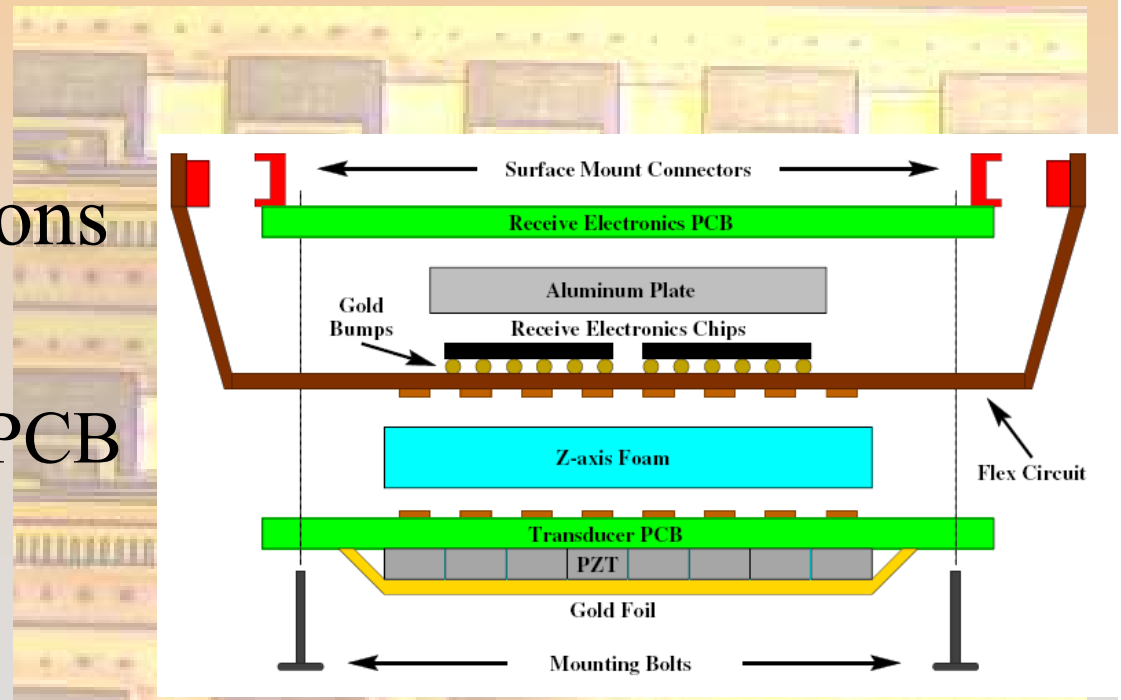 ons
PCB
Surface Mount Connectors
Receive Electronics PCB
Aluminum Plate
Gold
Bumps
Receive Electronics Chips
Z-axis Foam
Flex Circuit
Transducer PCB
PZT
Gold Foil
Mounting Bolts